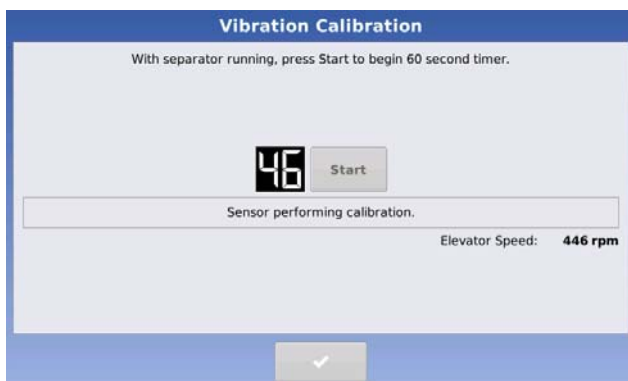 Vibration Calibration
With separator running, press Start to begin 60 second timer.
46 Start
Sensor performing calibration.
Elevator Speed: 446 rpm